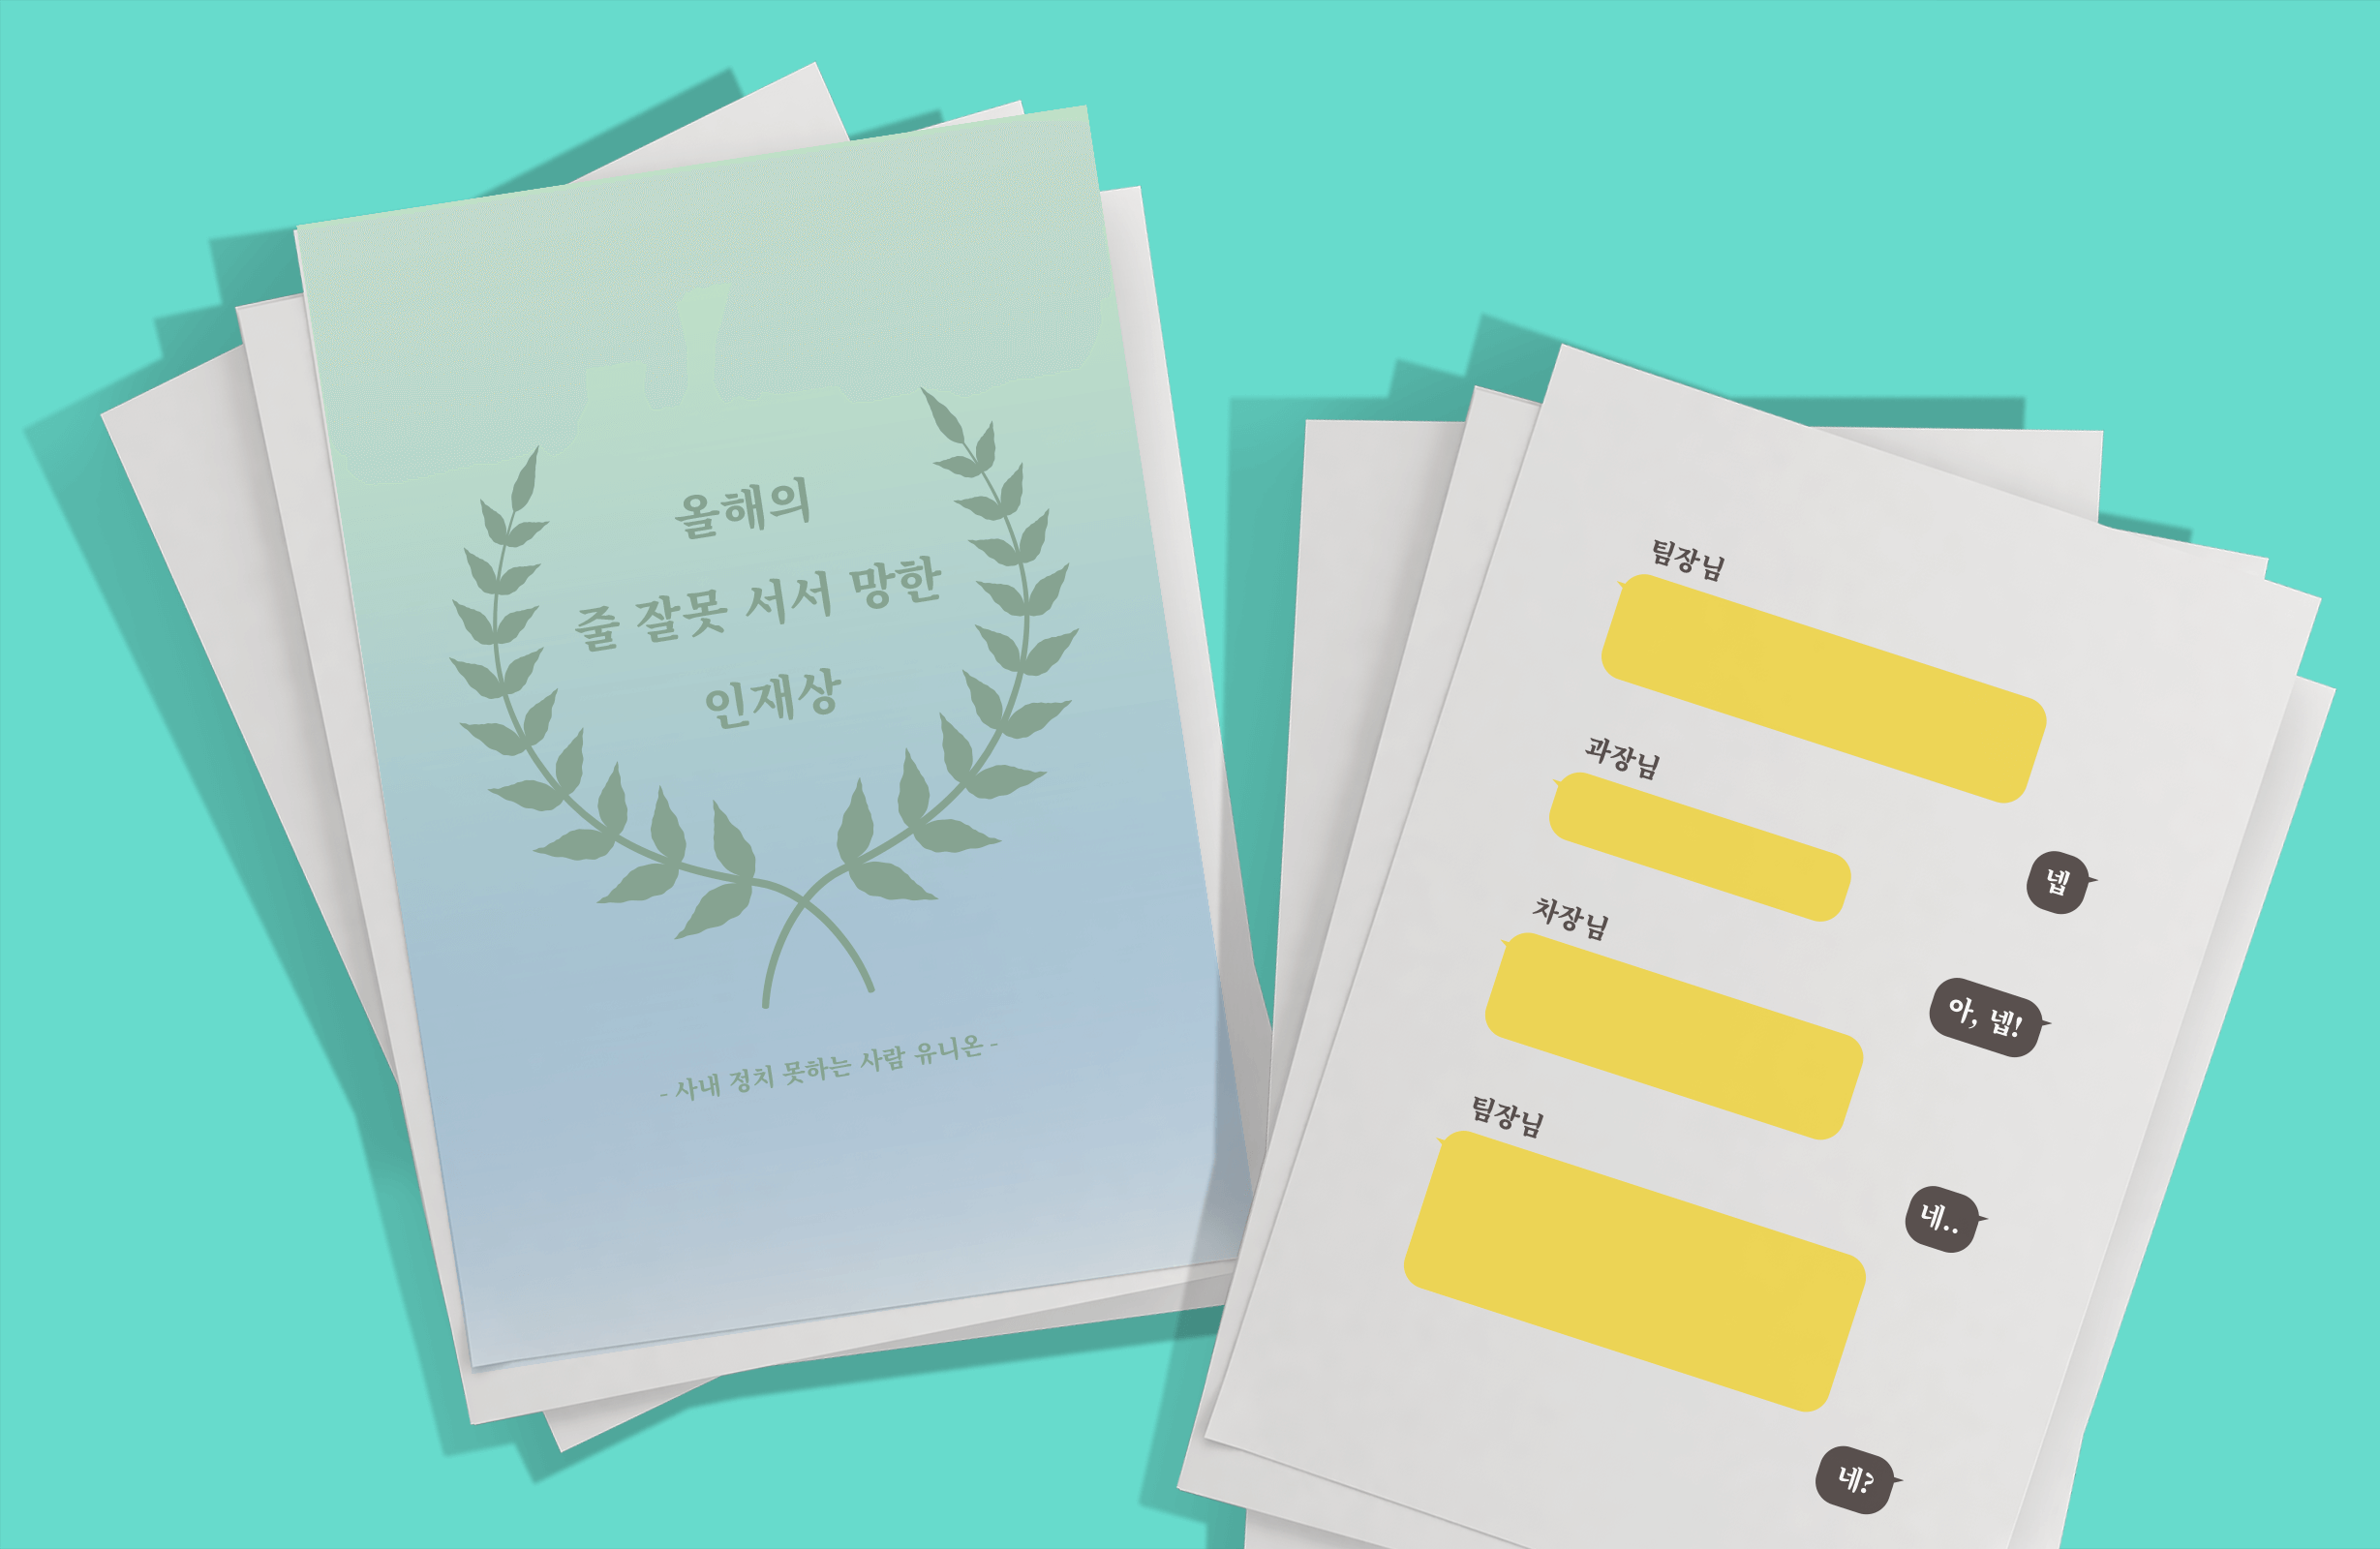 올해의
줄 잘못 서서 망한
인재상
- 사내 정치 못하는 사람 유니온 -
팀장님
과장님
넵
차장님
아, 넵!
팀장님
네..
네?